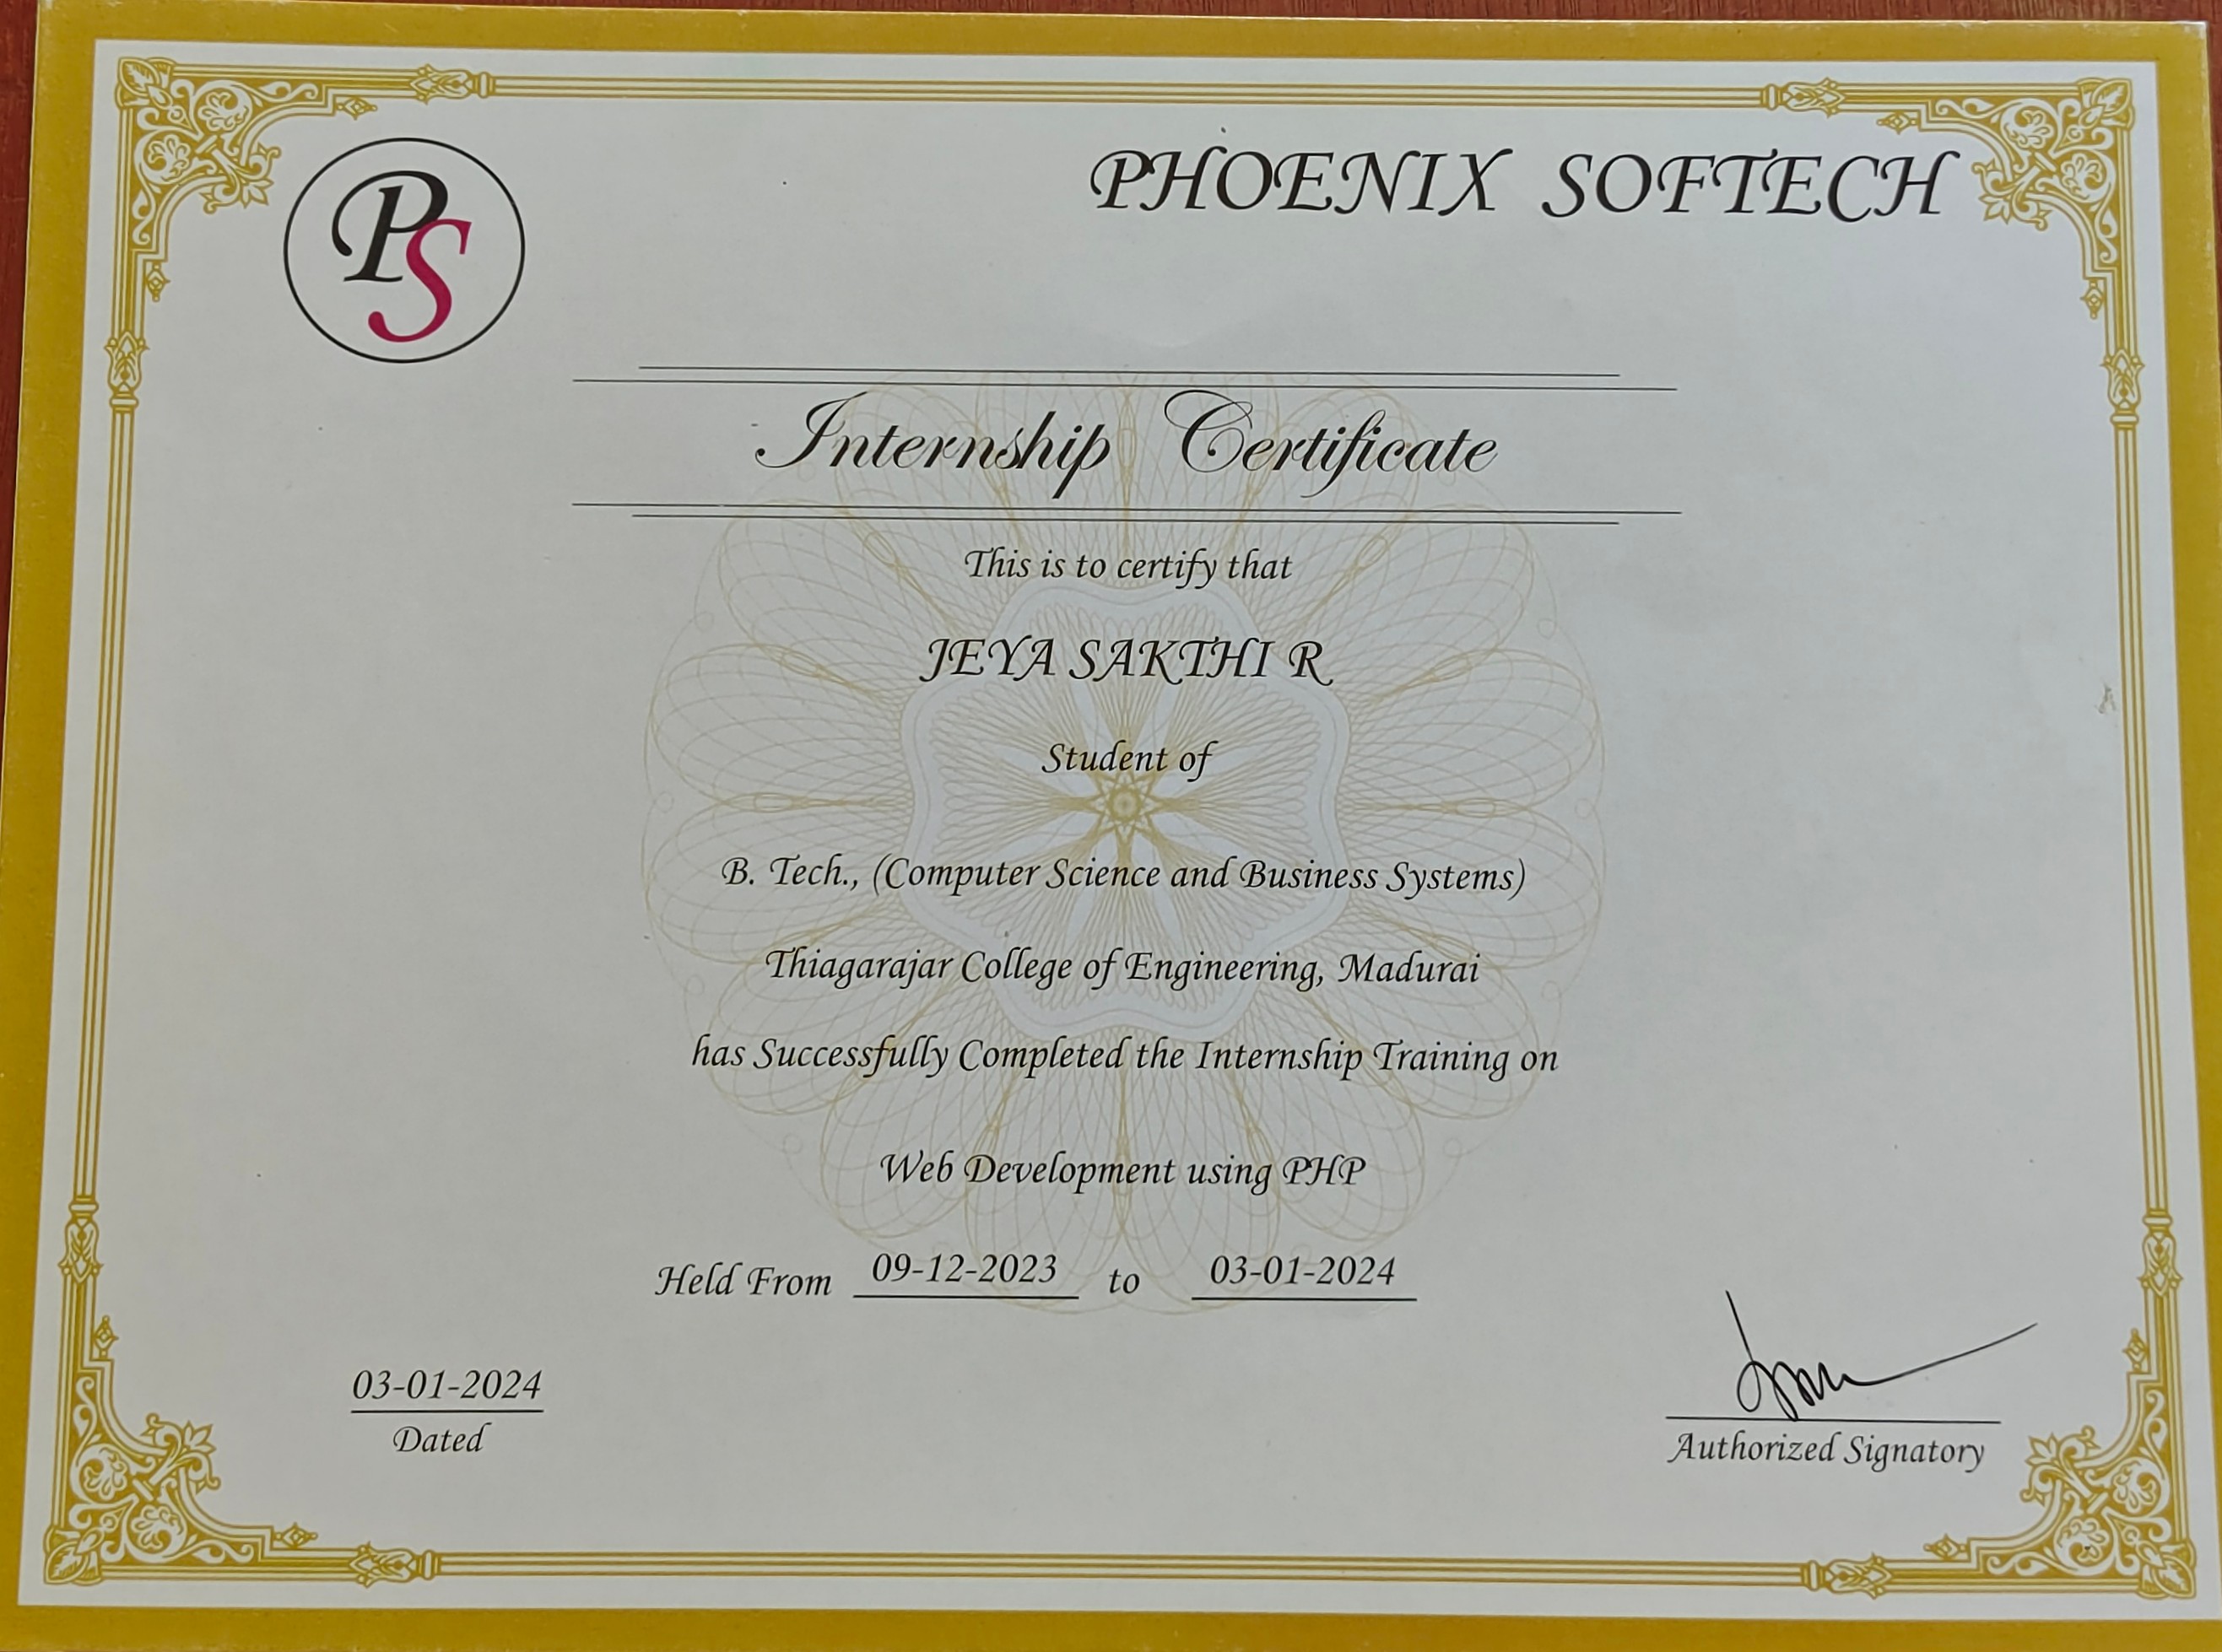 PS
PHOENIX SOFTECH
Internship Certificate
This is to certify that
JEYA SAKTHI R
Student of
B. Tech., (Computer Science and Business Systems)
Thiagarajar College of Engineering, Madurai
has Successfully Completed the Internship Training on
Web Development using PHP
Held From 09-12-2023 to 03-01-2024
03-01-2024
Dated
Authorized Signatory